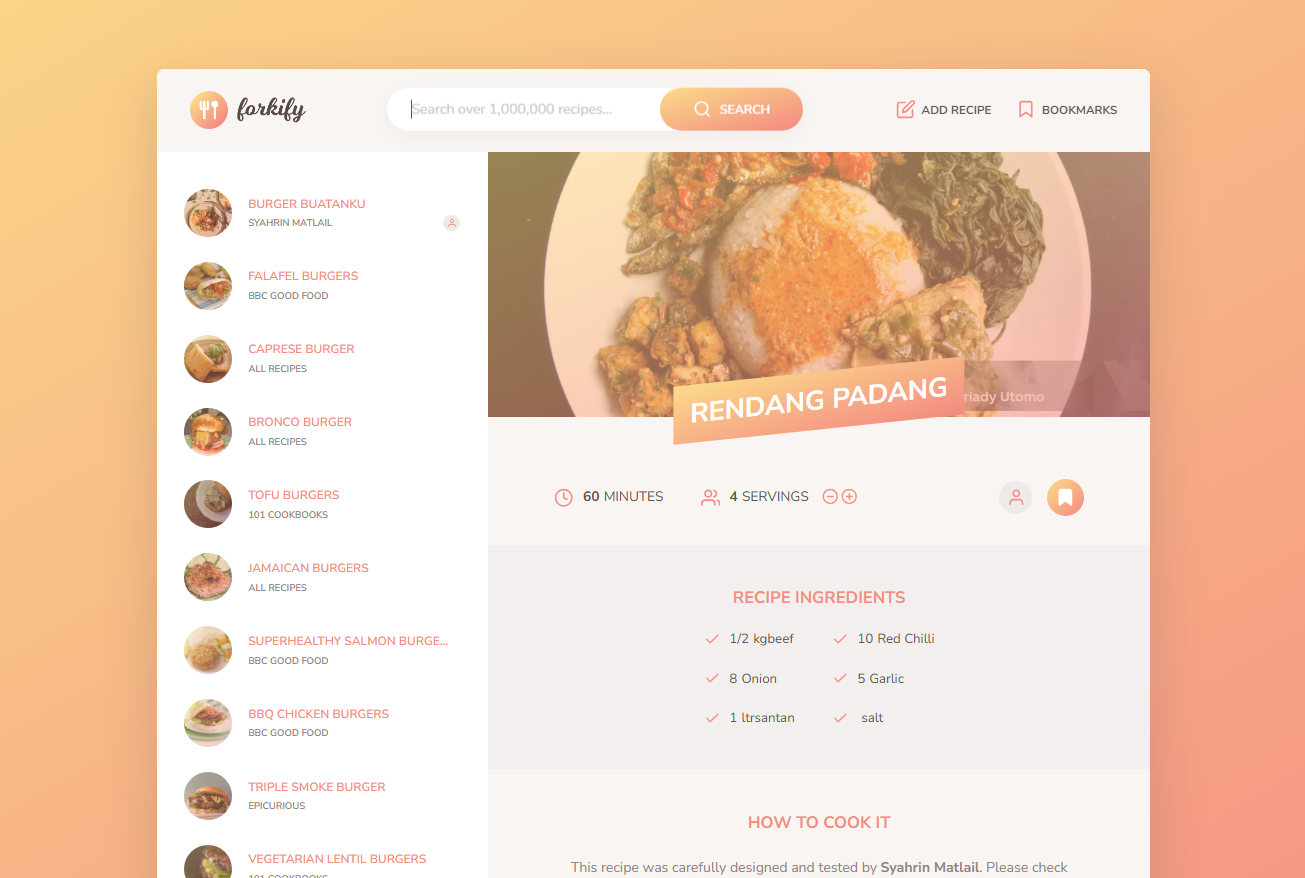 forkify
Search over 1,000,000 recipes...
SEARCH
ADD RECIPE
BOOKMARKS
BURGER BUATANKU
SYAHRIN MATLAIL
FALAFEL BURGERS
BBC GOOD FOOD
CAPRESE BURGER
ALL RECIPES
BRONCO BURGER
ALL RECIPES
TOFU BURGERS
101 COOKBOOKS
JAMAICAN BURGERS
ALL RECIPES
SUPERHEALTHY SALMON BURGE...
BBC GOOD FOOD
BBQ CHICKEN BURGERS
BBC GOOD FOOD
TRIPLE SMOKE BURGER
EPICURIOUS
VEGETARIAN LENTIL BURGERS
101 COOKBOOKS
riady Utomo
RENDANG PADANG
60 MINUTES
4 SERVINGS
RECIPE INGREDIENTS
1/2 kgbeef
10 Red Chilli
8 Onion
5 Garlic
1 ltrsantan
salt
HOW TO COOK IT
This recipe was carefully designed and tested by Syahrin Matlail. Please check